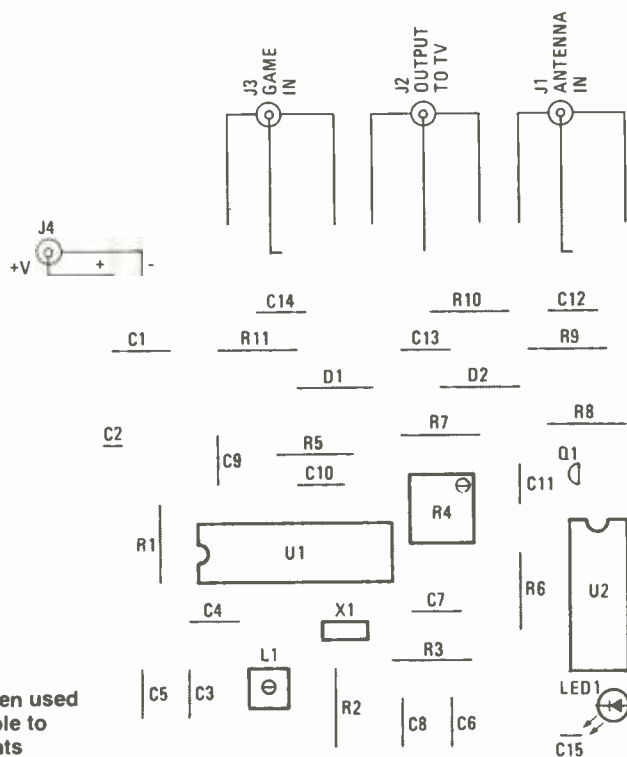 J3
GAME
IN
J2
OUTPUT
TO TV
J1
ANTENNA
IN
J4
+V
+
-
C14
R10
C12
C1
R11
C13
R9
D1
D2
R8
C2
R7
R5
C9
C10
Q1
C11
R4
R1
U1
R6
U2
C4
X1
C7
L1
R3
C5
C3
R2
C8
C6
LED1
C15
en used
ble to
nts